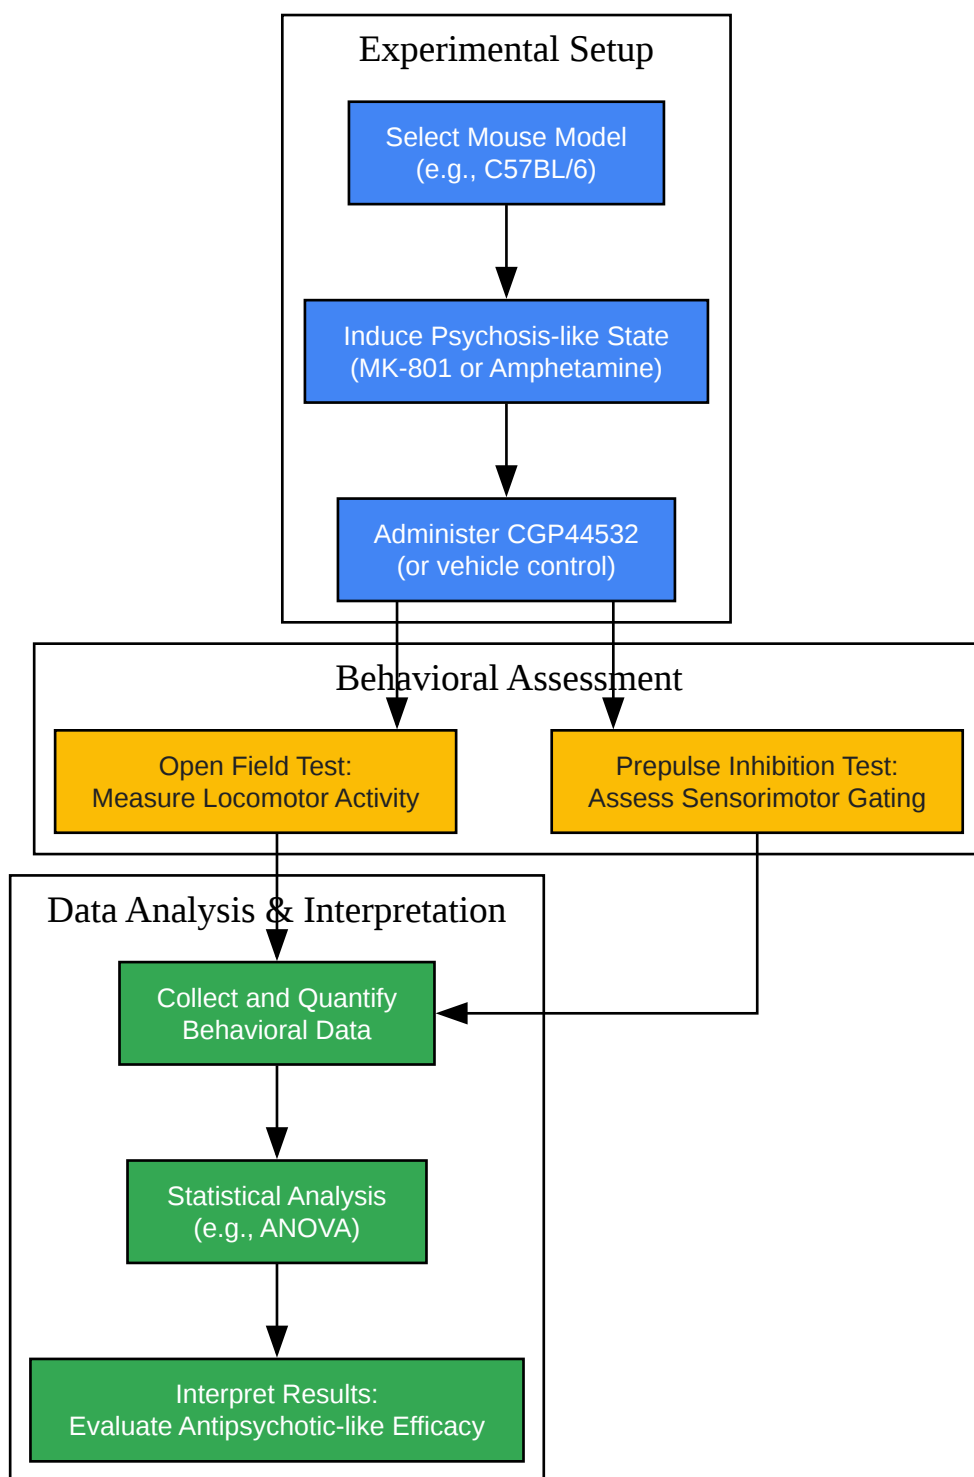 Experimental Setup
Select Mouse Model
(e.g., C57BL/6)
Induce Psychosis-like State
(MK-801 or Amphetamine)
Administer CGP44532
(or vehicle control)
Behavioral Assessment
Open Field Test:
Measure Locomotor Activity
Prepulse Inhibition Test:
Assess Sensorimotor Gating
Data Analysis & Interpretation
Collect and Quantify
Behavioral Data
Statistical Analysis
(e.g., ANOVA)
Interpret Results:
Evaluate Antipsychotic-like Efficacy